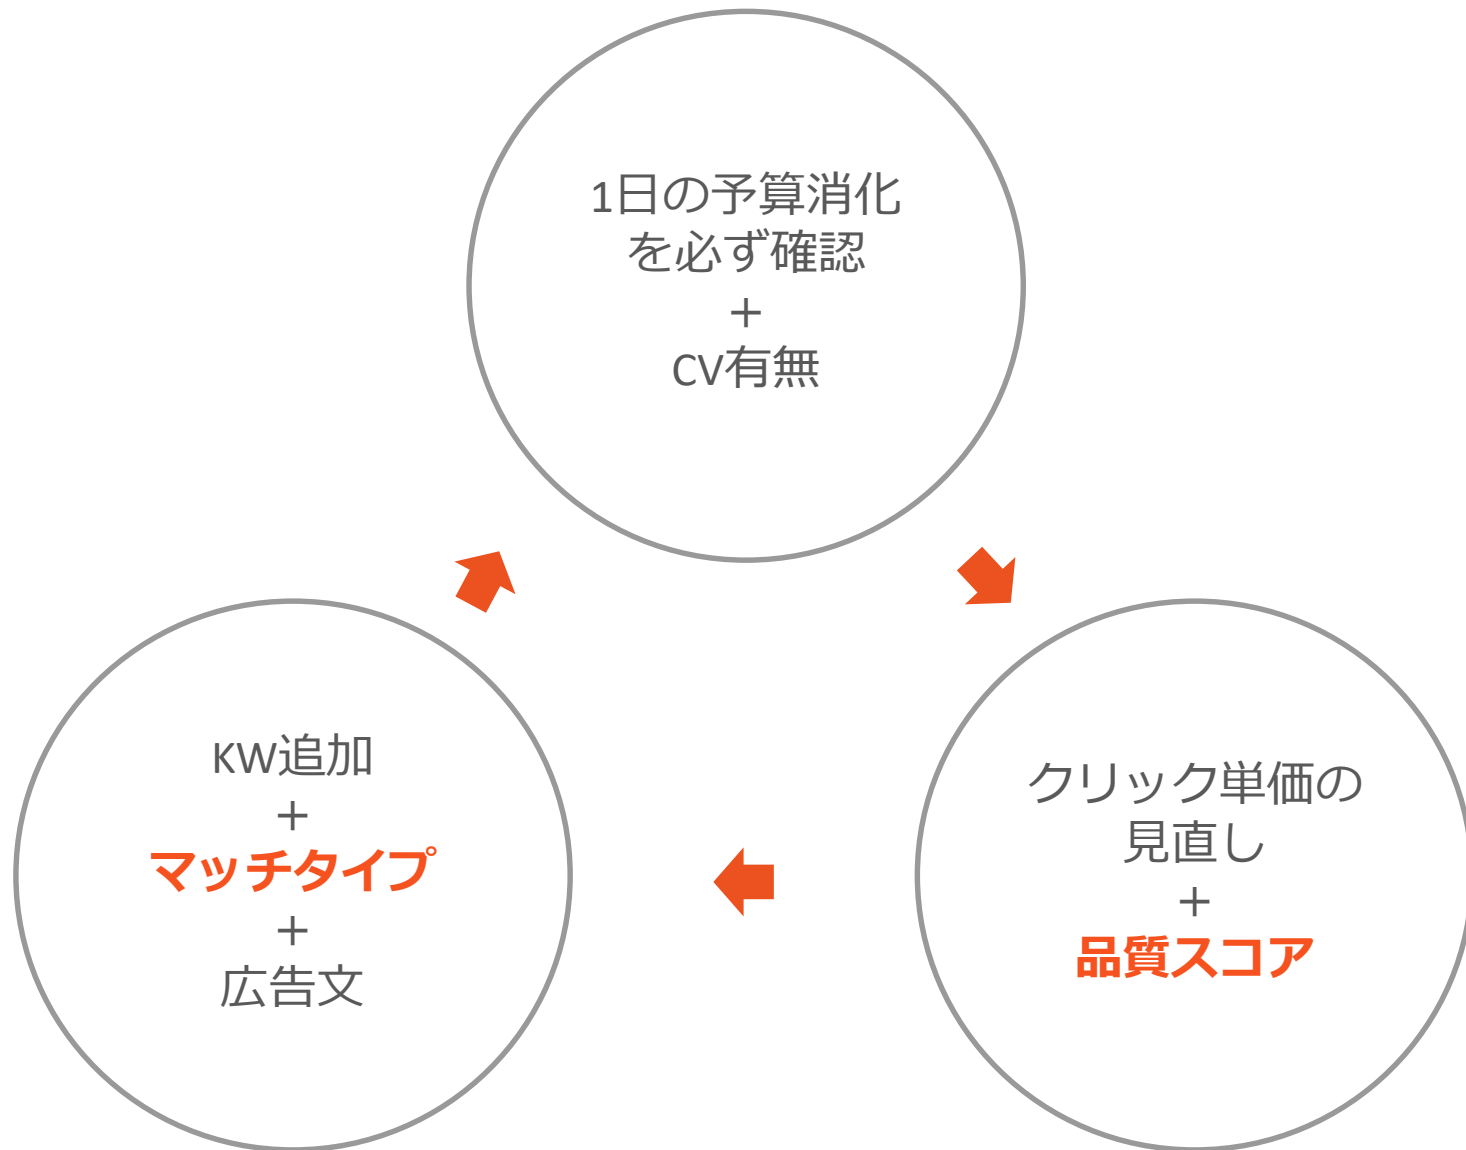 1日の予算消化
を必ず確認
+
CV有無
クリック単価の
見直し
+
品質スコア
KW追加
+
マッチタイプ
+
広告文